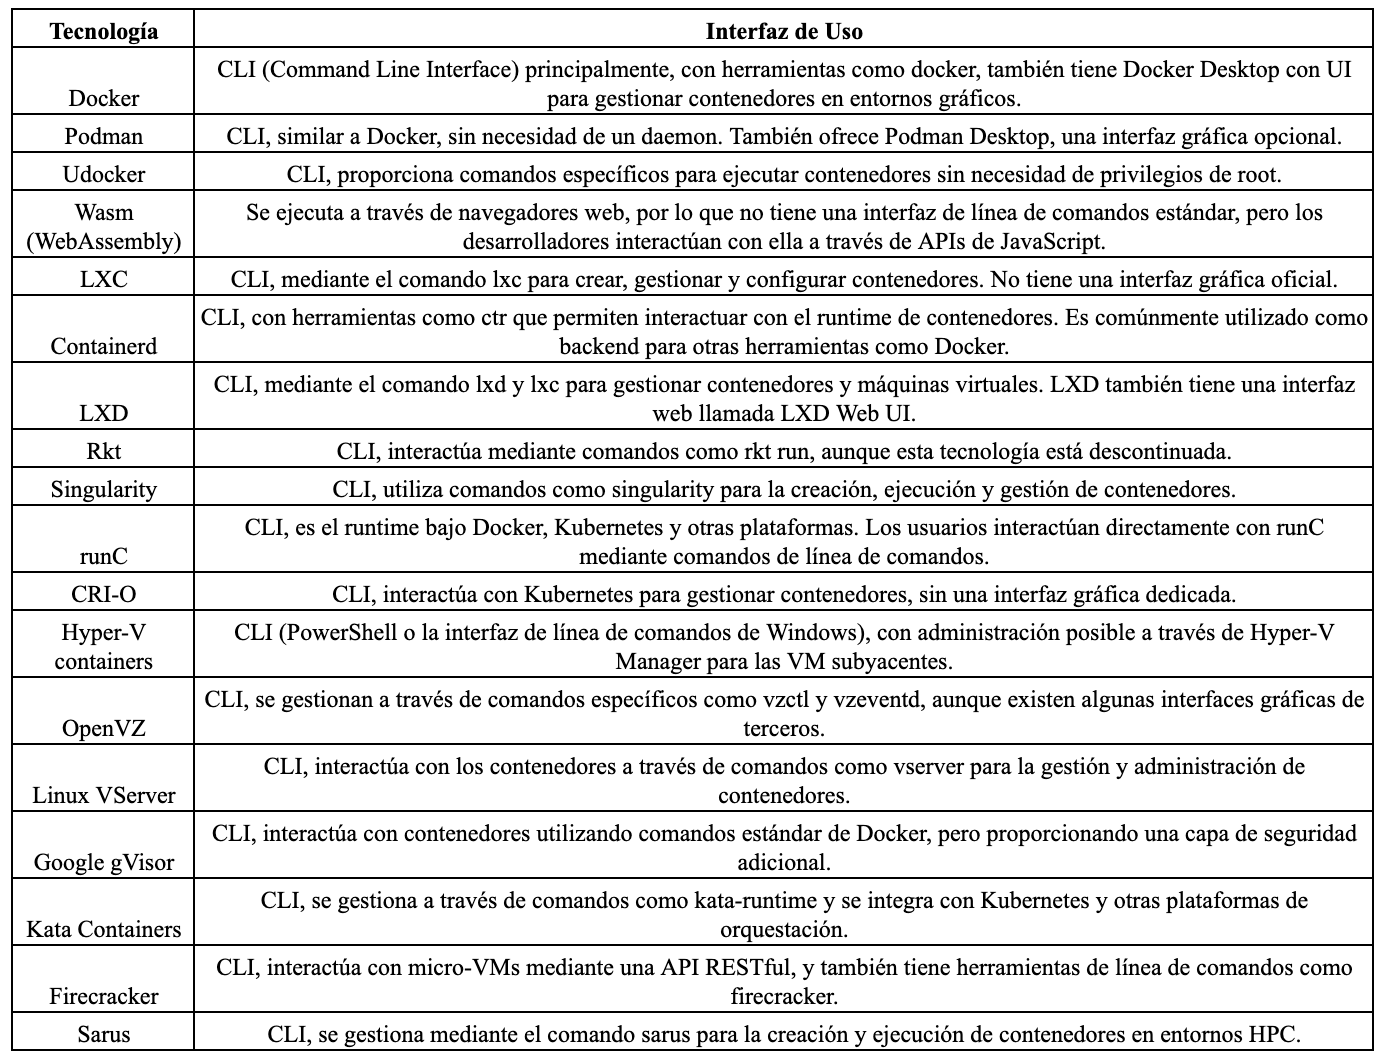 Tecnología
Interfaz de Uso
Docker
CLI (Command Line Interface) principalmente, con herramientas como docker, también tiene Docker Desktop con UI
para gestionar contenedores en entornos gráficos.
Podman
CLI, similar a Docker, sin necesidad de un daemon. También ofrece Podman Desktop, una interfaz gráfica opcional.
Udocker
CLI, proporciona comandos específicos para ejecutar contenedores sin necesidad de privilegios de root.
Wasm
(WebAssembly)
Se ejecuta a través de navegadores web, por lo que no tiene una interfaz de línea de comandos estándar, pero los
desarrolladores interactúan con ella a través de APIs de JavaScript.
LXC
CLI, mediante el comando lxc para crear, gestionar y configurar contenedores. No tiene una interfaz gráfica oficial.
Containerd
CLI, con herramientas como ctr que permiten interactuar con el runtime de contenedores. Es comúnmente utilizado como
backend para otras herramientas como Docker.
LXD
CLI, mediante el comando lxd y lxc para gestionar contenedores y máquinas virtuales. LXD también tiene una interfaz
web llamada LXD Web UI.
Rkt
CLI, interactúa mediante comandos como rkt run, aunque esta tecnología está descontinuada.
Singularity
CLI, utiliza comandos como singularity para la creación, ejecución y gestión de contenedores.
runC
CLI, es el runtime bajo Docker, Kubernetes y otras plataformas. Los usuarios interactúan directamente con runC
mediante comandos de línea de comandos.
CRI-O
CLI, interactúa con Kubernetes para gestionar contenedores, sin una interfaz gráfica dedicada.
Hyper-V
containers
CLI (PowerShell o la interfaz de línea de comandos de Windows), con administración posible a través de Hyper-V
Manager para las VM subyacentes.
OpenVZ
CLI, se gestionan a través de comandos específicos como vzctl y vzeventd, aunque existen algunas interfaces gráficas de
terceros.
Linux VServer
CLI, interactúa con los contenedores a través de comandos como vserver para la gestión y administración de
contenedores.
Google gVisor
CLI, interactúa con contenedores utilizando comandos estándar de Docker, pero proporcionando una capa de seguridad
adicional.
Kata Containers
CLI, se gestiona a través de comandos como kata-runtime y se integra con Kubernetes y otras plataformas de
orquestación.
Firecracker
CLI, interactúa con micro-VMs mediante una API RESTful, y también tiene herramientas de línea de comandos como
firecracker.
Sarus
CLI, se gestiona mediante el comando sarus para la creación y ejecución de contenedores en entornos HPC.